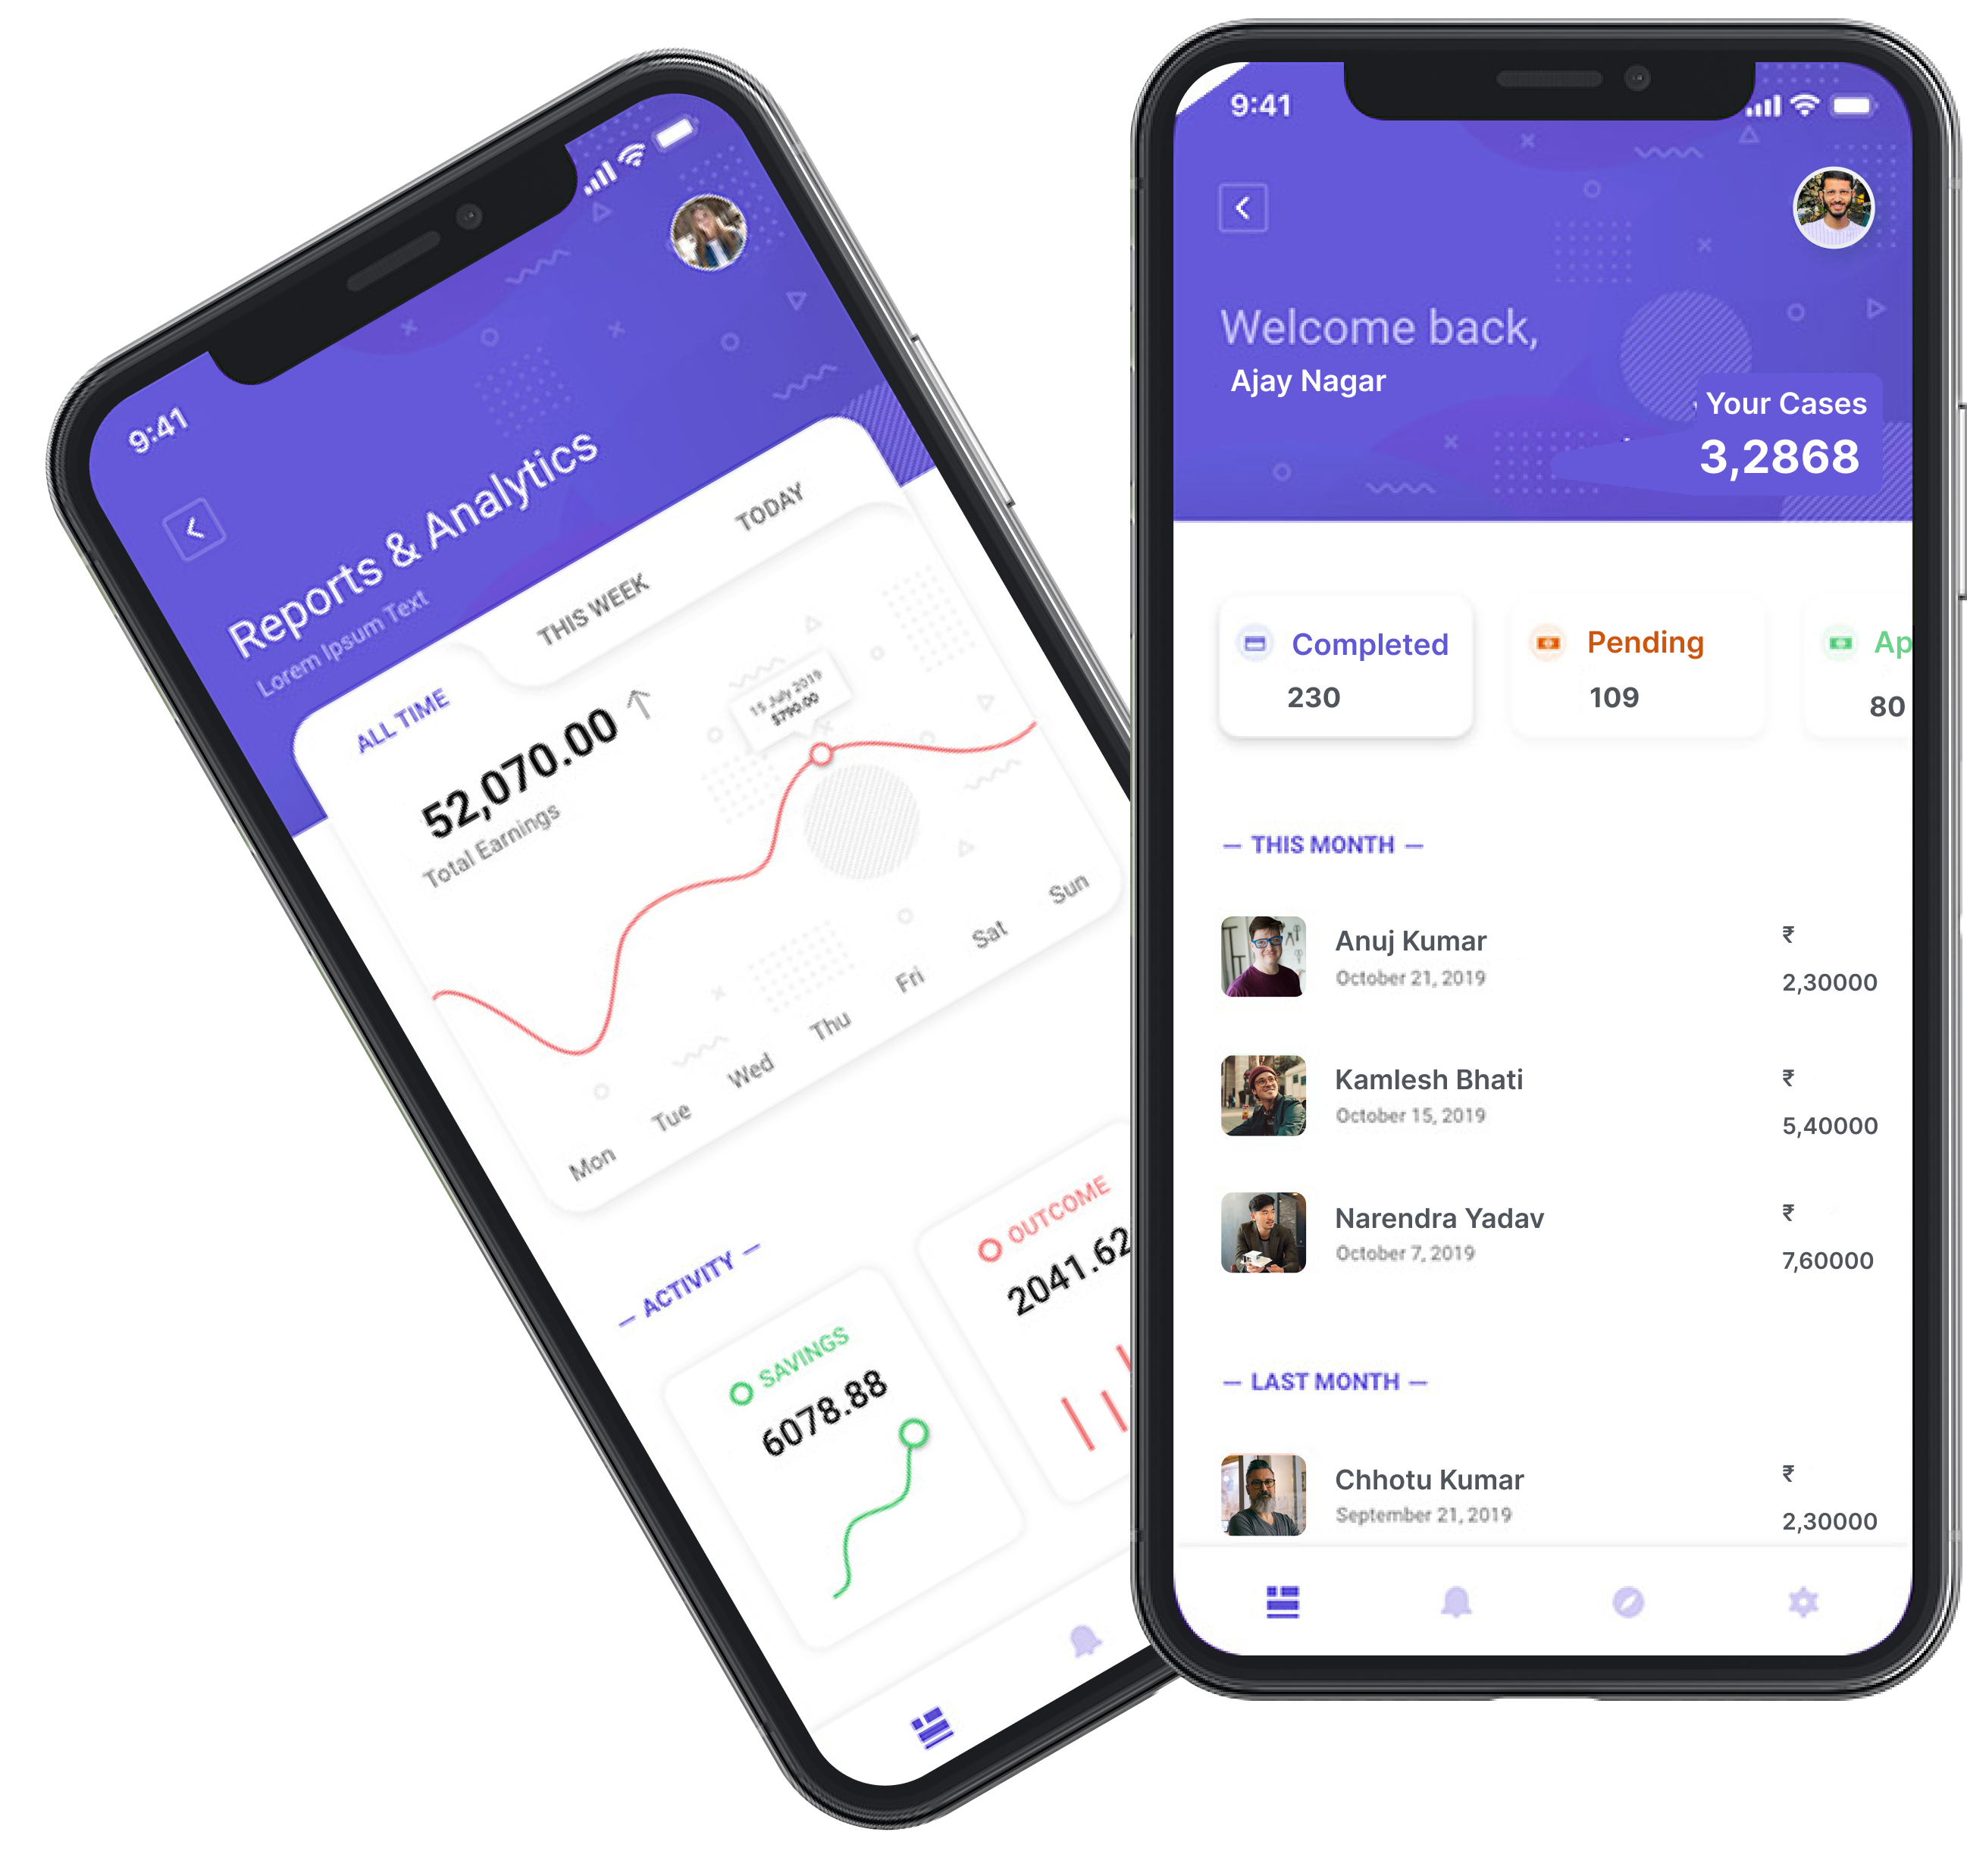 9:41
Reports & Analytics
Lorem Ipsum Text
ALL TIME
THIS WEEK
TODAY
52,070.00
Total Earnings
15 July 2019
$790.00
Mon
Tue
Wed
Thu
Fri
Sat
Sun
— ACTIVITY —
SAVINGS
6078.88
OUTCOME
2041.62
9:41
Welcome back,
Ajay Nagar
Your Cases
3,2868
Completed
230
Pending
109
Ap
80
— THIS MONTH —
Anuj Kumar
October 21, 2019
₹
2,30000
Kamlesh Bhati
October 15, 2019
₹
5,40000
Narendra Yadav
October 7, 2019
₹
7,60000
— LAST MONTH —
Chhotu Kumar
September 21, 2019
₹
2,30000